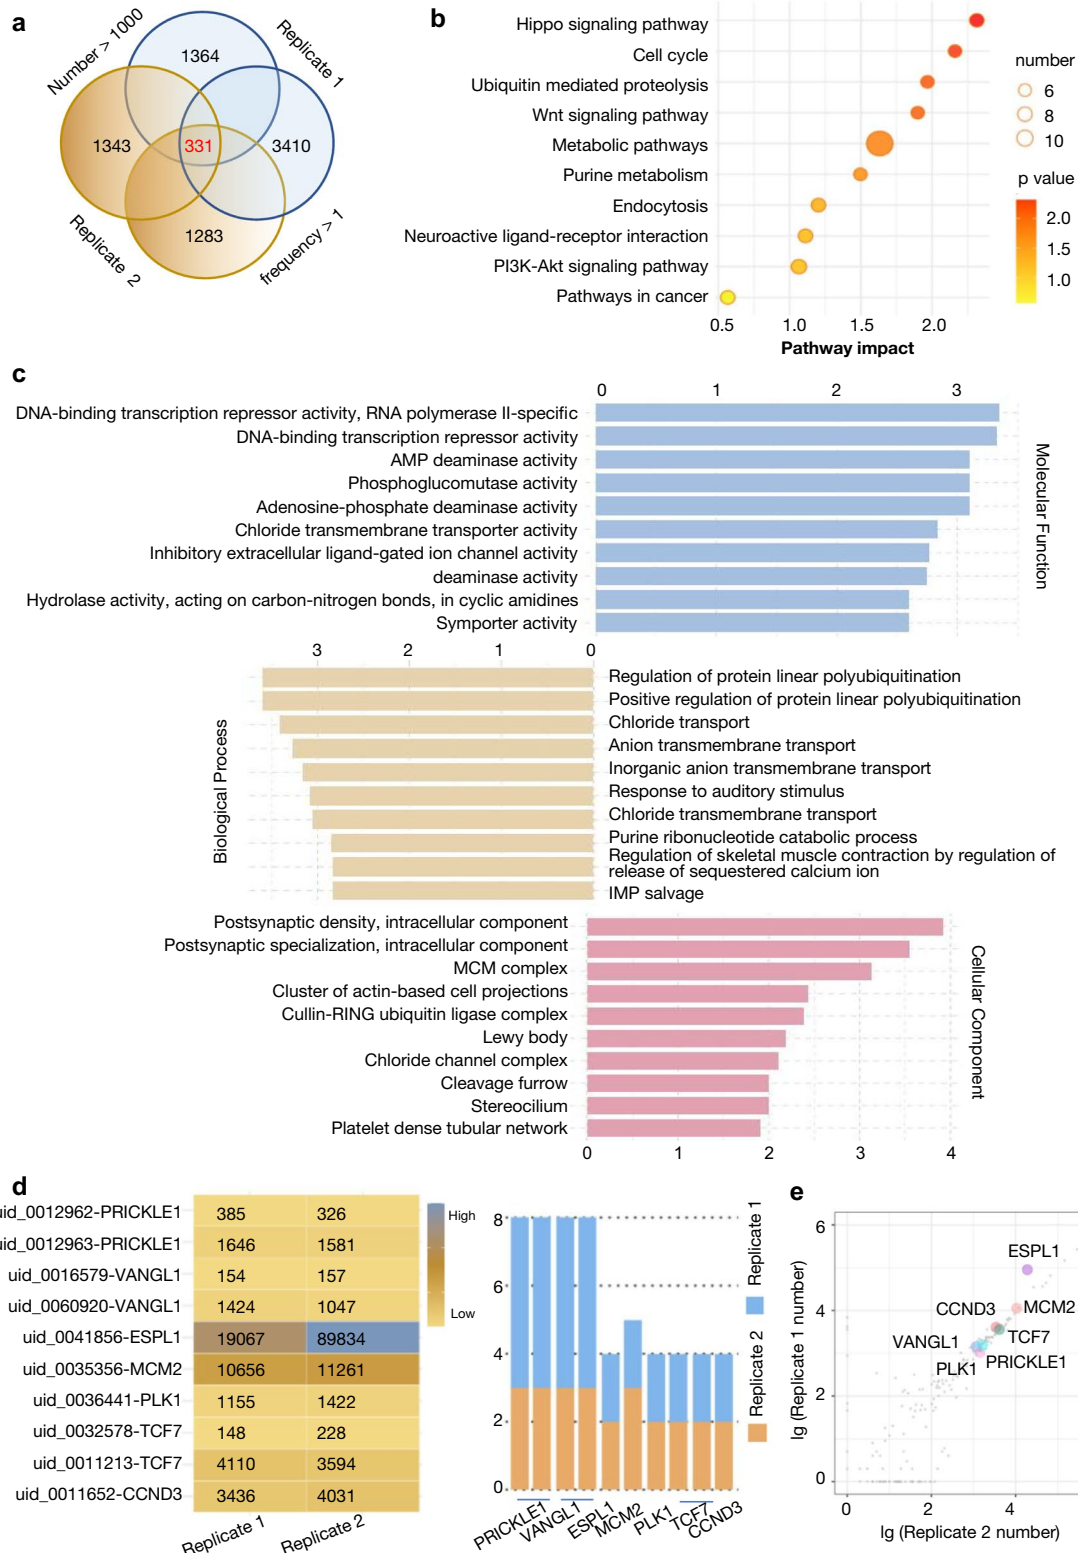 a
Number > 1000
Replicate 1
1364
1343
331
3410
1283
Replicate 2
frequency > 1
b
Hippo signaling pathway
Cell cycle
Ubiquitin mediated proteolysis
Wnt signaling pathway
Metabolic pathways
Purine metabolism
Endocytosis
Neuroactive ligand-receptor interaction
PI3K-Akt signaling pathway
Pathways in cancer
0.5 1.0 1.5 2.0
Pathway impact
number
6
8
10
p value
2.0
1.5
1.0
c
0 1 2 3
DNA-binding transcription repressor activity, RNA polymerase II-specific
DNA-binding transcription repressor activity
AMP deaminase activity
Phosphoglucomutase activity
Adenosine-phosphate deaminase activity
Chloride transmembrane transporter activity
Inhibitory extracellular ligand-gated ion channel activity
deaminase activity
Hydrolase activity, acting on carbon-nitrogen bonds, in cyclic amidines
Symporter activity
Molecular Function
3 2 1 0
Regulation of protein linear polyubiquitination
Positive regulation of protein linear polyubiquitination
Chloride transport
Anion transmembrane transport
Inorganic anion transmembrane transport
Response to auditory stimulus
Chloride transmembrane transport
Purine ribonucleotide catabolic process
Regulation of skeletal muscle contraction by regulation of
release of sequestered calcium ion
IMP salvage
Biological Process
Postsynaptic density, intracellular component
Postsynaptic specialization, intracellular component
MCM complex
Cluster of actin-based cell projections
Cullin-RING ubiquitin ligase complex
Lewy body
Chloride channel complex
Cleavage furrow
Stereocilium
Platelet dense tubular network
0 1 2 3 4
Cellular Component
d
uid_0012962-PRICKLE1 385 326
uid_0012963-PRICKLE1 1646 1581
uid_0016579-VANGL1 154 157
uid_0060920-VANGL1 1424 1047
uid_0041856-ESPL1 19067 89834
uid_0035356-MCM2 10656 11261
uid_0036441-PLK1 1155 1422
uid_0032578-TCF7 148 228
uid_0011213-TCF7 4110 3594
uid_0011652-CCND3 3436 4031
Replicate 1 Replicate 2
High
Low
8
6
4
2
0
PRICKLE1 VANGL1 ESPL1 MCM2 PLK1 TCF7 CCND3
Replicate 1
Replicate 2
e
6
4
2
0
lg (Replicate 1 number)
ESPL1
CCND3 MCM2
VANGL1 TCF7
PLK1 PRICKLE1
0 2 4
lg (Replicate 2 number)